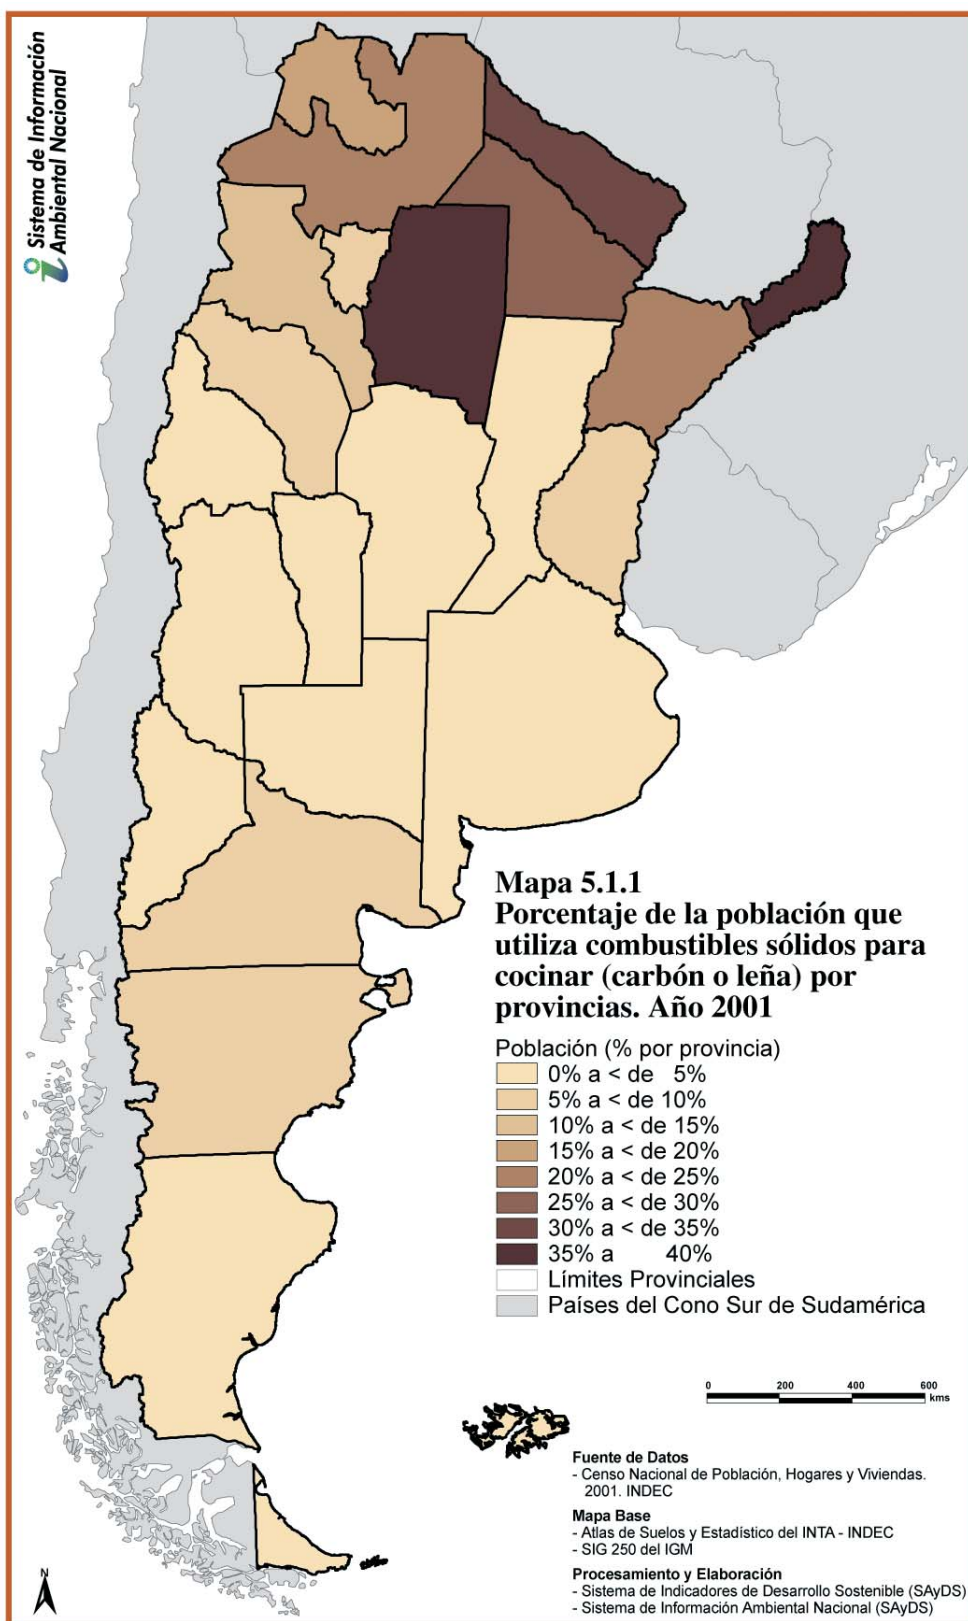 Sistema de Información
Ambiental Nacional
Mapa 5.1.1
Porcentaje de la población que
utiliza combustibles sólidos para
cocinar (carbón o leña) por
provincias. Año 2001
Población (% por provincia)
0% a < de 5%
5% a < de 10%
10% a < de 15%
15% a < de 20%
20% a < de 25%
25% a < de 30%
30% a < de 35%
35% a 40%
Límites Provinciales
Países del Cono Sur de Sudamérica
0 200 400 600
kms
Fuente de Datos
- Censo Nacional de Población, Hogares y Viviendas.
2001. INDEC
Mapa Base
- Atlas de Suelos y Estadístico del INTA - INDEC
- SIG 250 del IGM
Procesamiento y Elaboración
- Sistema de Indicadores de Desarrollo Sostenible (SAyDS)
- Sistema de Información Ambiental Nacional (SAyDS)
N